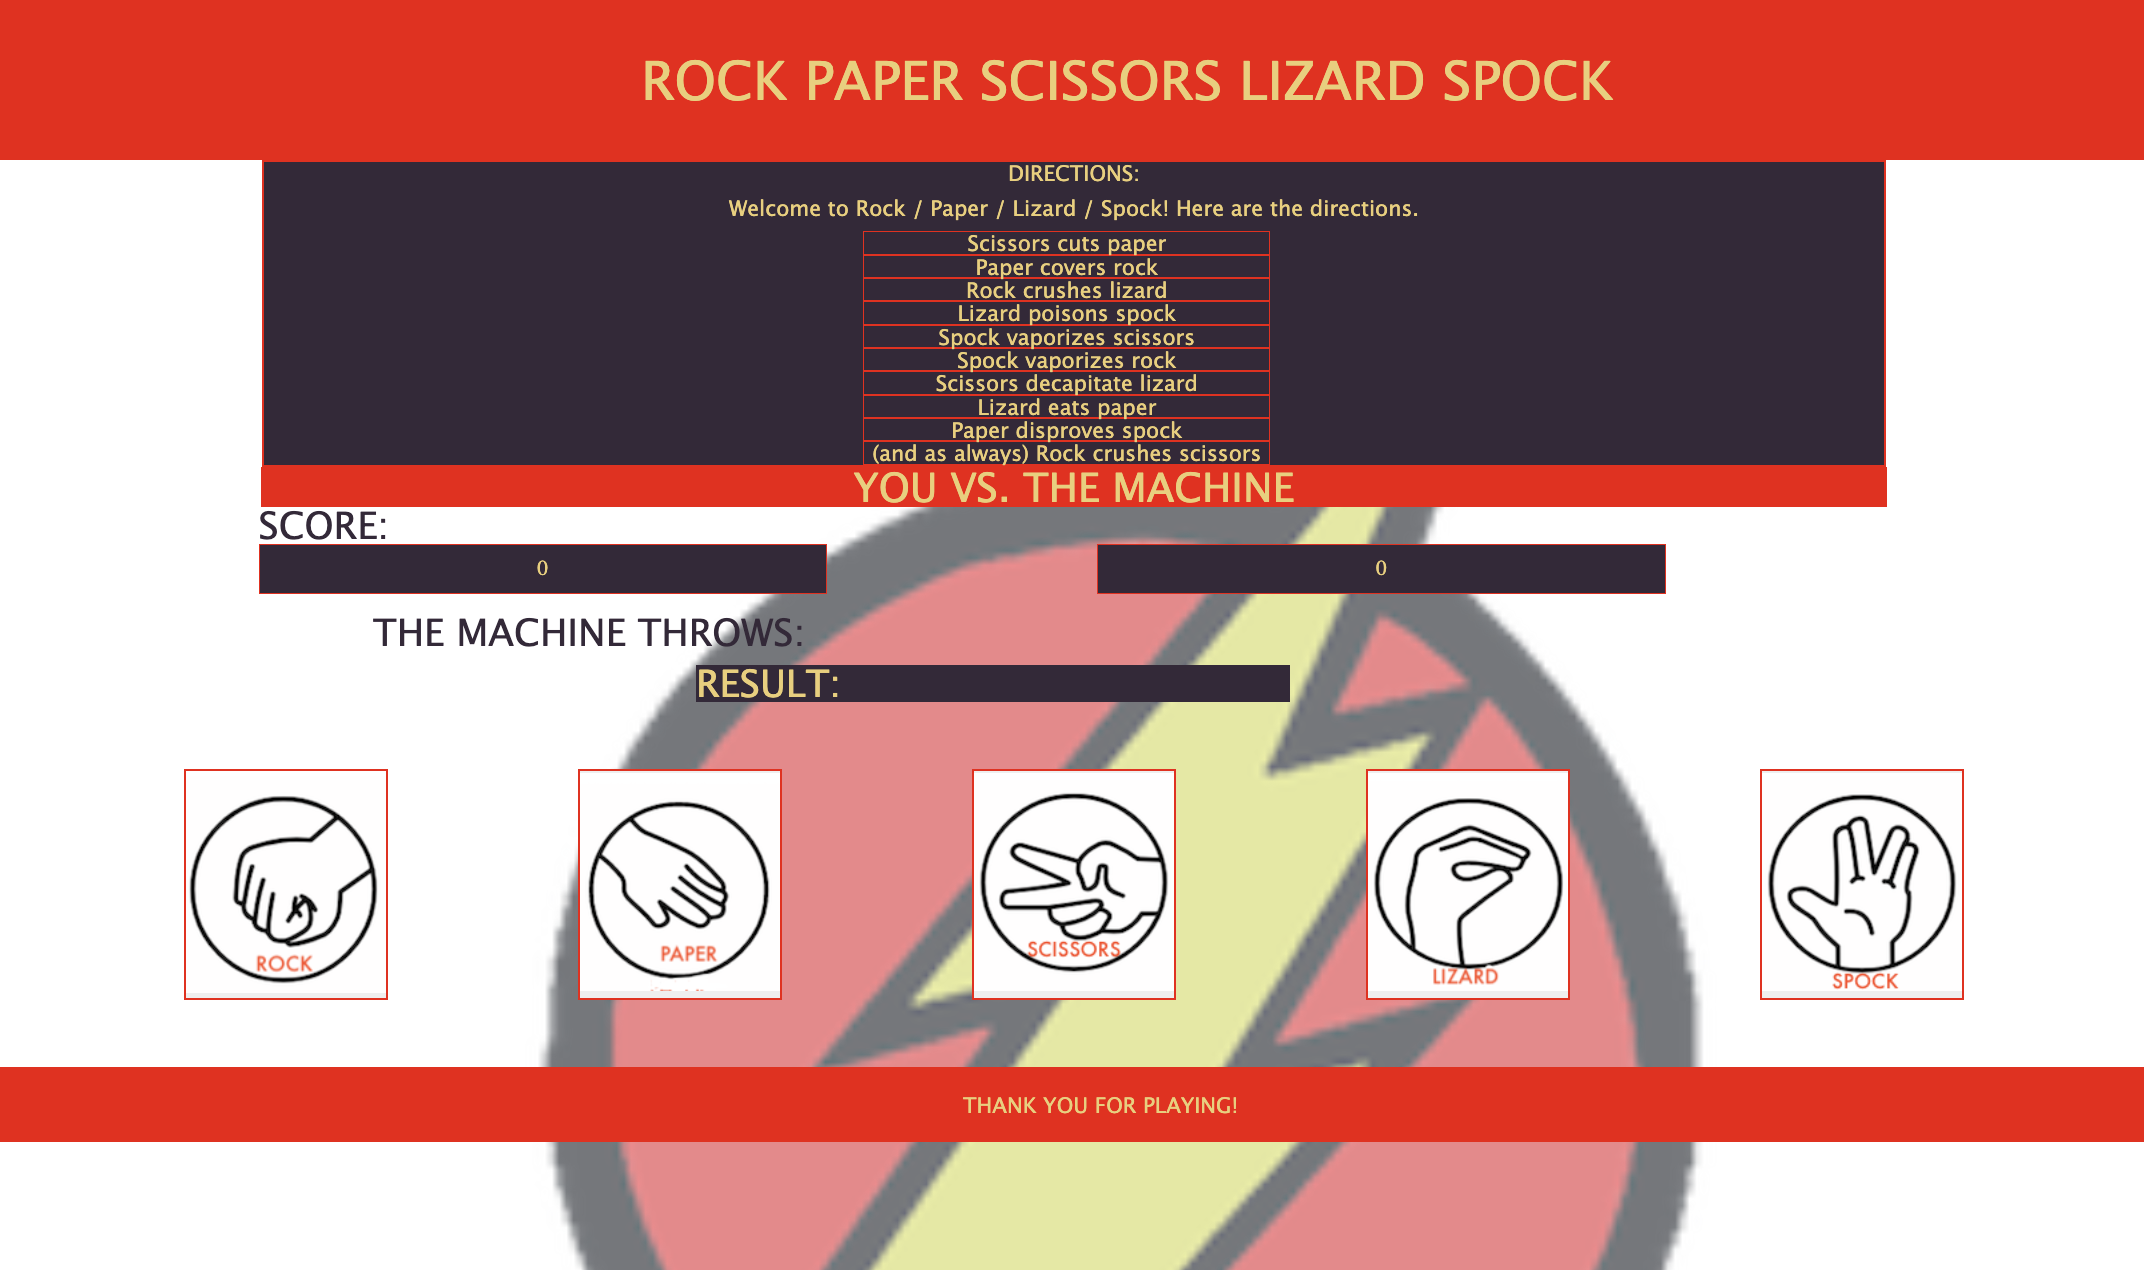 ROCK PAPER SCISSORS LIZARD SPOCK
DIRECTIONS:
Welcome to Rock / Paper / Lizard / Spock! Here are the directions.
Scissors cuts paper
Paper covers rock
Rock crushes lizard
Lizard poisons spock
Spock vaporizes scissors
Spock vaporizes rock
Scissors decapitate lizard
Lizard eats paper
Paper disproves spock
(and as always) Rock crushes scissors
YOU VS. THE MACHINE
SCORE:
0 0
THE MACHINE THROWS:
RESULT:
ROCK
PAPER
SCISSORS
LIZARD
SPOCK
THANK YOU FOR PLAYING!